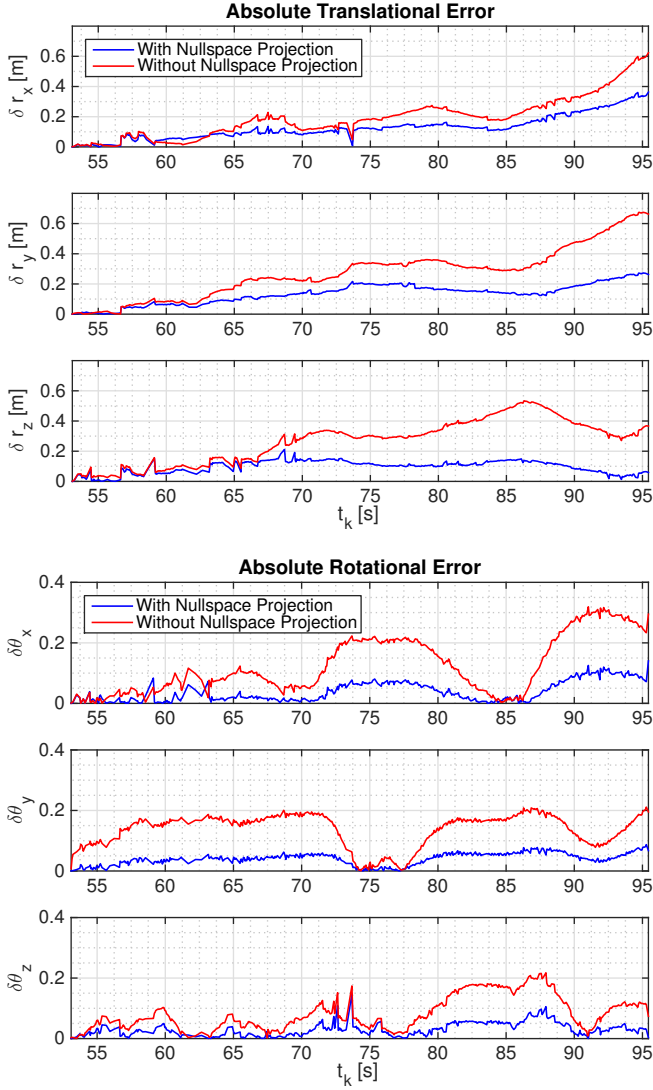 Absolute Translational Error
δ r_x [m]
0.6
0.4
0.2
0
With Nullspace Projection
Without Nullspace Projection
55 60 65 70 75 80 85 90 95
δ r_y [m]
0.6
0.4
0.2
0
55 60 65 70 75 80 85 90 95
δ r_z [m]
0.6
0.4
0.2
0
55 60 65 70 75 80 85 90 95
t_k [s]
Absolute Rotational Error
δθ_x
0.4
0.2
0
With Nullspace Projection
Without Nullspace Projection
55 60 65 70 75 80 85 90 95
δθ_y
0.4
0.2
0
55 60 65 70 75 80 85 90 95
δθ_z
0.4
0.2
0
55 60 65 70 75 80 85 90 95
t_k [s]